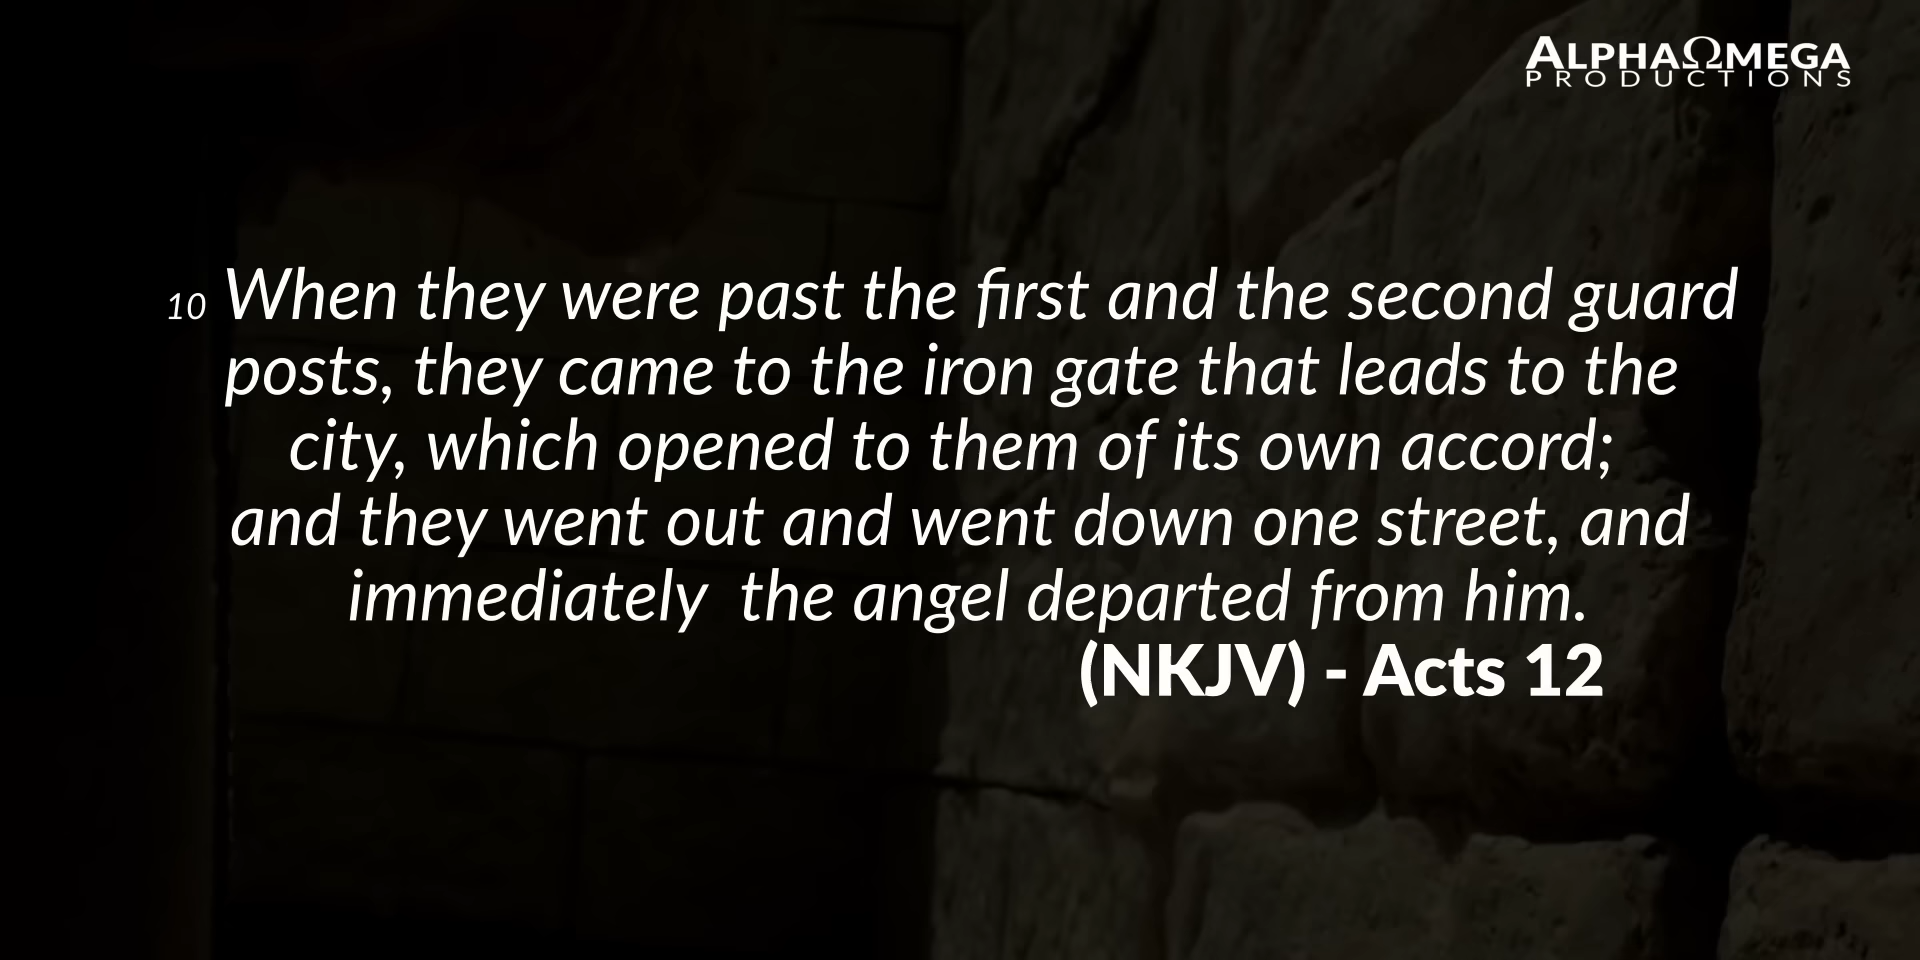 ALPHAΩMEGA
PRODUCTIONS
10 When they were past the first and the second guard
posts, they came to the iron gate that leads to the
city, which opened to them of its own accord;
and they went out and went down one street, and
immediately  the angel departed from him.
(NKJV) - Acts 12